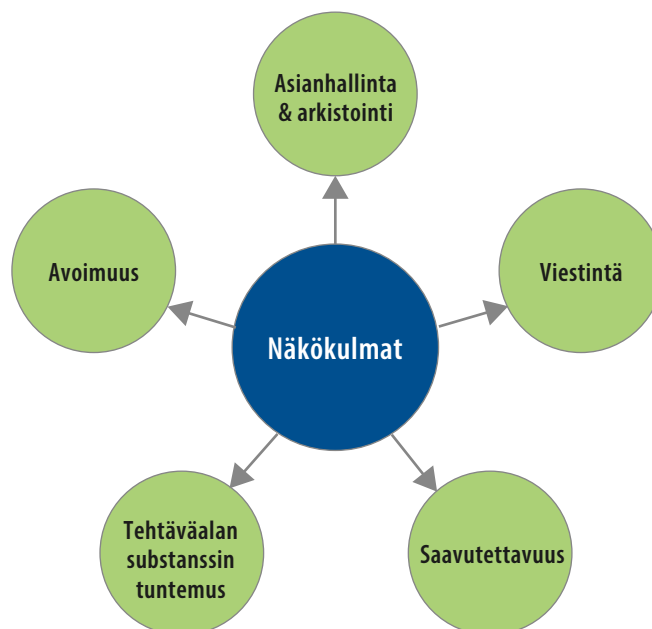 Asianhallinta
& arkistointi
Avoimuus
Viestintä
Näkökulmat
Tehtäväalan
substanssin
tuntemus
Saavutettavuus